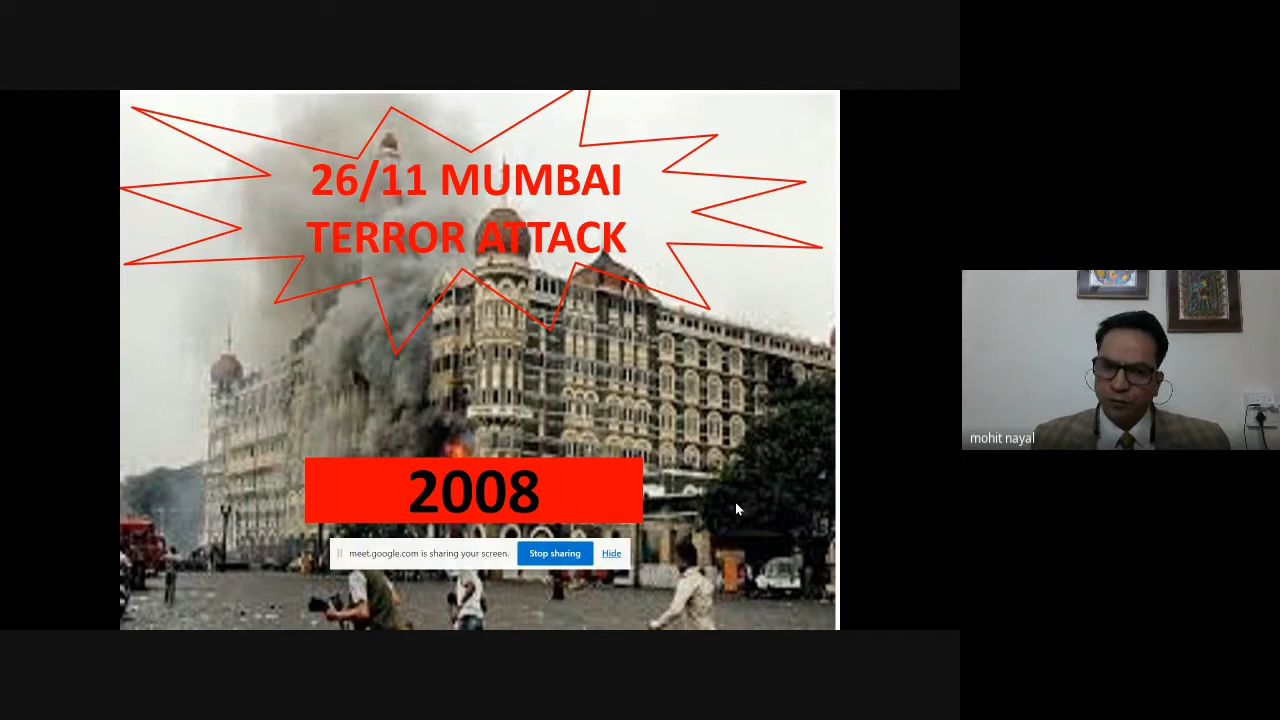 26/11 MUMBAI
TERROR ATTACK
2008
meet.google.com is sharing your screen. Stop sharing Hide
mohit nayal